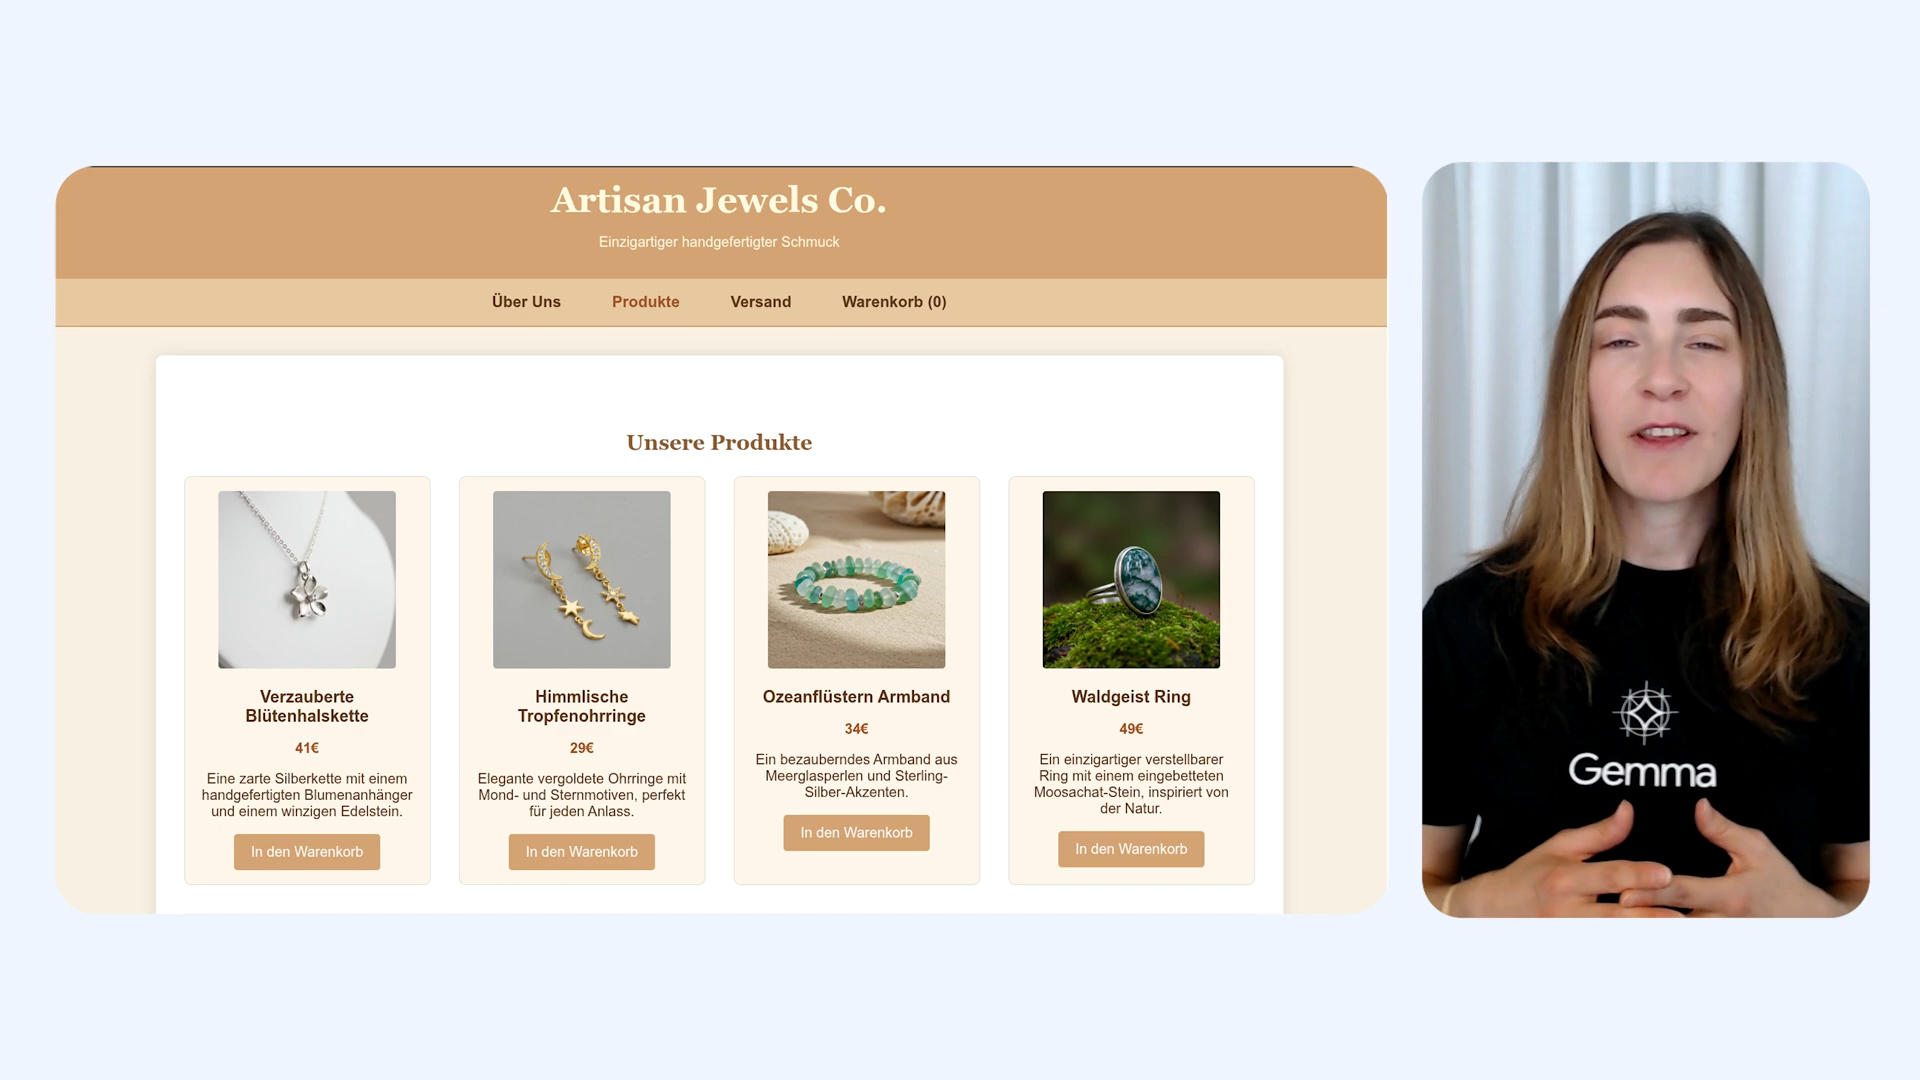 Artisan Jewels Co.
Einzigartiger handgefertigter Schmuck
Über Uns
Produkte
Versand
Warenkorb (0)
Unsere Produkte
Verzauberte
Blütenhalskette
41€
Eine zarte Silberkette mit einem
handgefertigten Blumenanhänger
und einem winzigen Edelstein.
In den Warenkorb
Himmlische
Tropfenohrringe
29€
Elegante vergoldete Ohrringe mit
Mond- und Sternmotiven, perfekt
für jeden Anlass.
In den Warenkorb
Ozeanflüstern Armband
34€
Ein bezauberndes Armband aus
Meerglasperlen und Sterling-
Silber-Akzenten.
In den Warenkorb
Waldgeist Ring
49€
Ein einzigartiger verstellbarer
Ring mit einem eingebetteten
Moosachat-Stein, inspiriert von
der Natur.
In den Warenkorb
Gemma